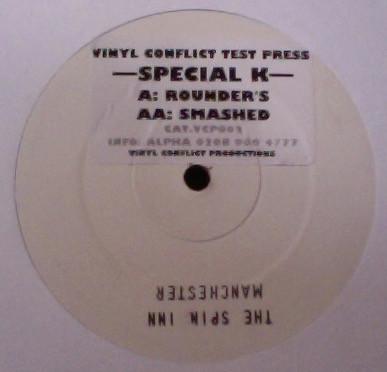 VINYL CONFLICT TEST PRESS
—SPECIAL K—
A: ROUNDER'S
AA: SMASHED
CAT.VCP001
INFO: ALPHA 0208 960 4777
VINYL CONFLICT PRODUCTIONS
THE SPIN INN
MANCHESTER